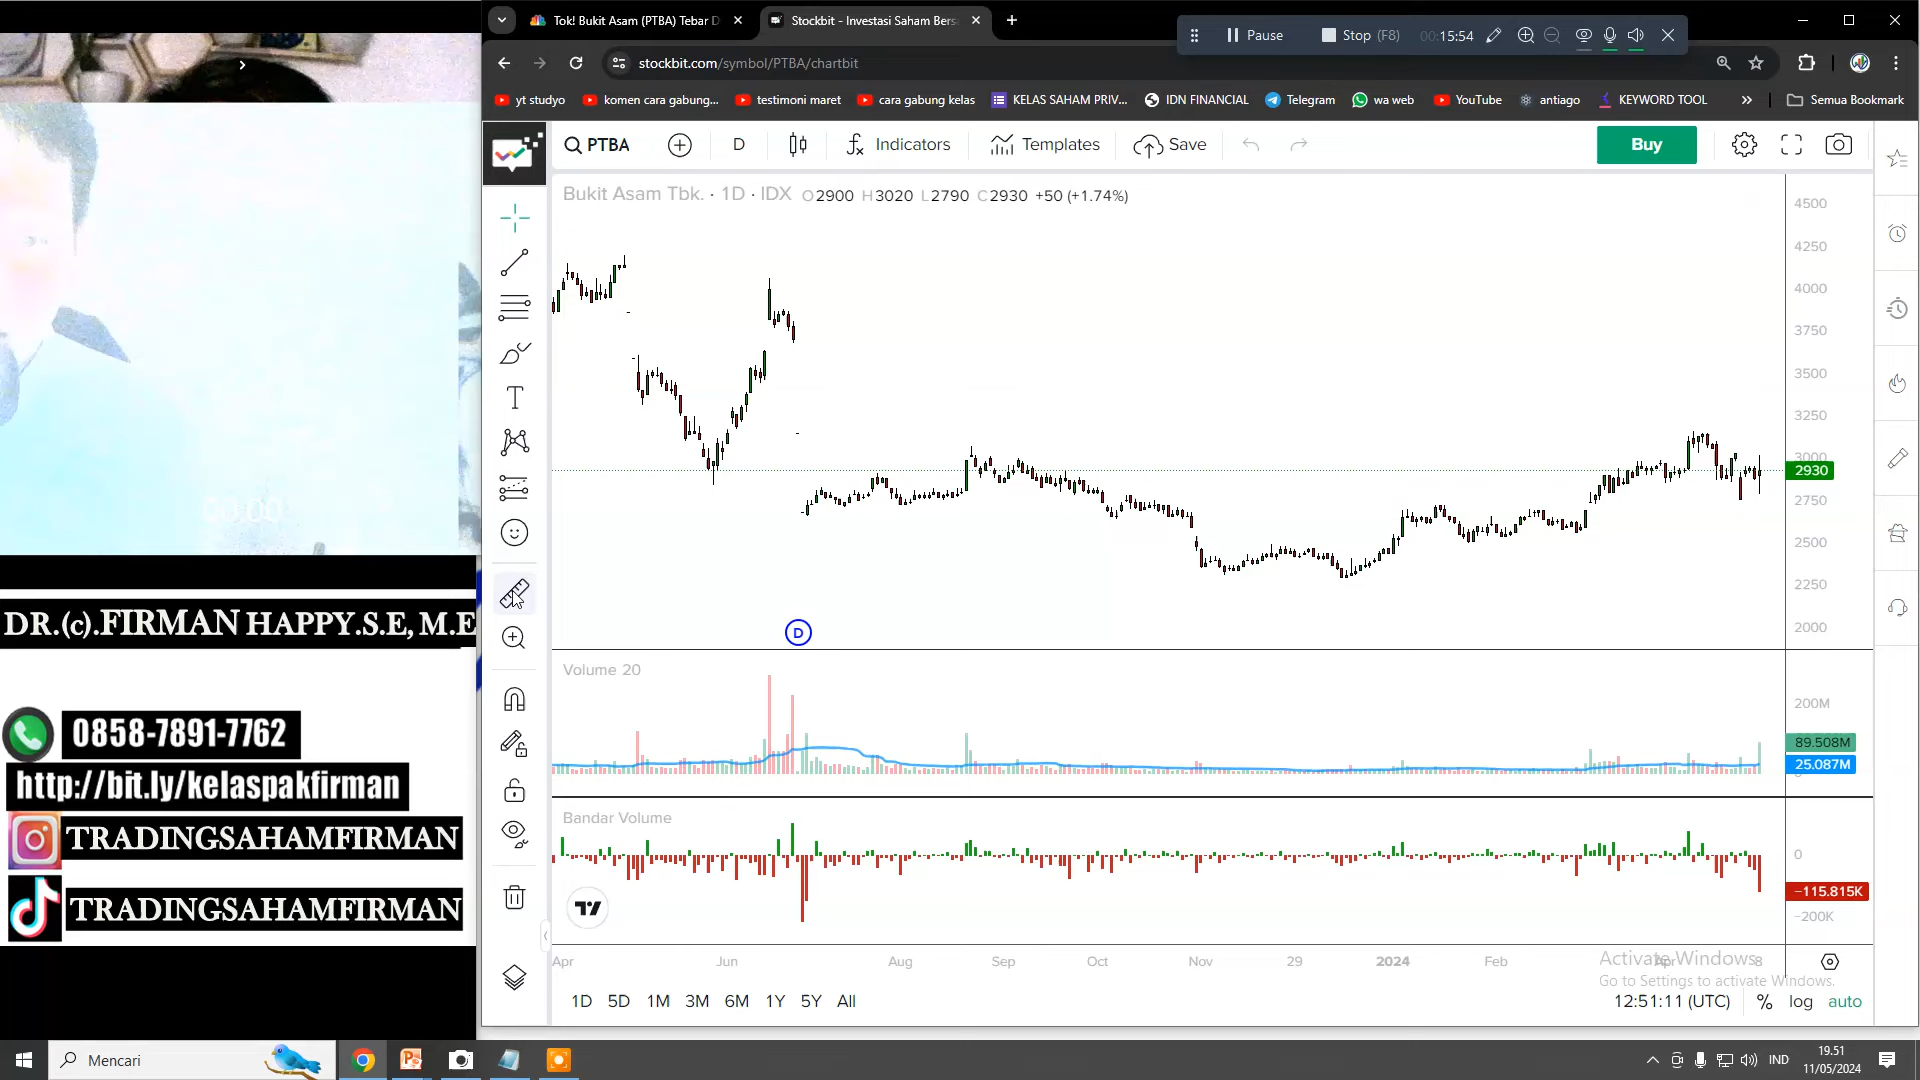 Tok! Bukit Asam (PTBA) Tebar D
Stockbit - Investasi Saham Bers
Pause
Stop (F8)
00:15:54
stockbit.com/symbol/PTBA/chartbit
yt studyo
komen cara gabung...
testimoni maret
cara gabung kelas
KELAS SAHAM PRIV...
IDN FINANCIAL
Telegram
wa web
YouTube
antiago
KEYWORD TOOL
»
Semua Bookmark
PTBA
D
Indicators
Templates
Save
Buy
Bukit Asam Tbk. · 1D · IDX O2900 H3020 L2790 C2930 +50 (+1.74%)
4500
4250
4000
3750
3500
3250
3000
2930
2750
2500
2250
2000
D
Volume 20
200M
89.508M
25.087M
0
Bandar Volume
0
−115.815K
−200K
Apr
Jun
Aug
Sep
Oct
Nov
29
2024
Feb
Apr
8
Activate Windows
Go to Settings to activate Windows.
1D 5D 1M 3M 6M 1Y 5Y All
12:51:11 (UTC)
%
log
auto
00:00
DR.(c).FIRMAN HAPPY.S.E, M.E
0858-7891-7762
http://bit.ly/kelaspakfirman
TRADINGSAHAMFIRMAN
TRADINGSAHAMFIRMAN
Mencari
IND
19.51
11/05/2024